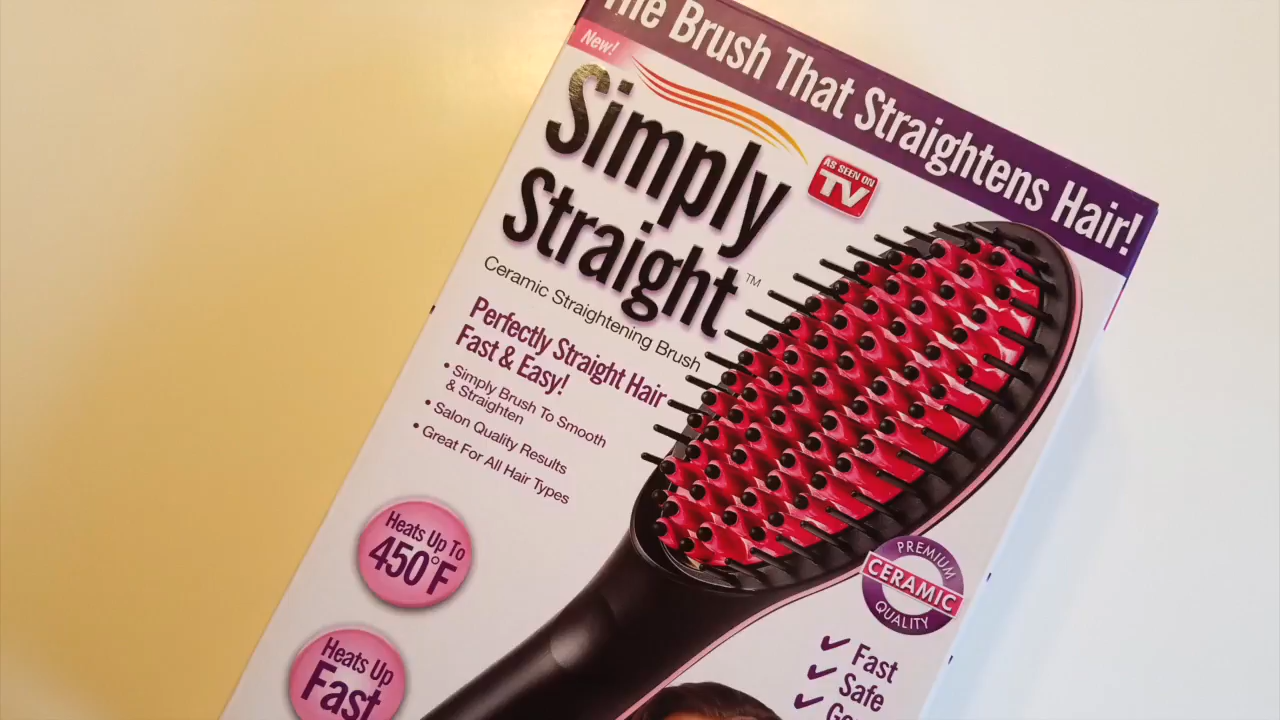 The Brush That Straightens Hair!
New!
Simply
Straight™
AS SEEN ON
TV
Ceramic Straightening Brush
Perfectly Straight Hair
Fast & Easy!
• Simply Brush To Smooth
& Straighten
• Salon Quality Results
• Great For All Hair Types
Heats Up To
450°F
Heats Up
Fast
PREMIUM
CERAMIC
QUALITY
✓ Fast
✓ Safe